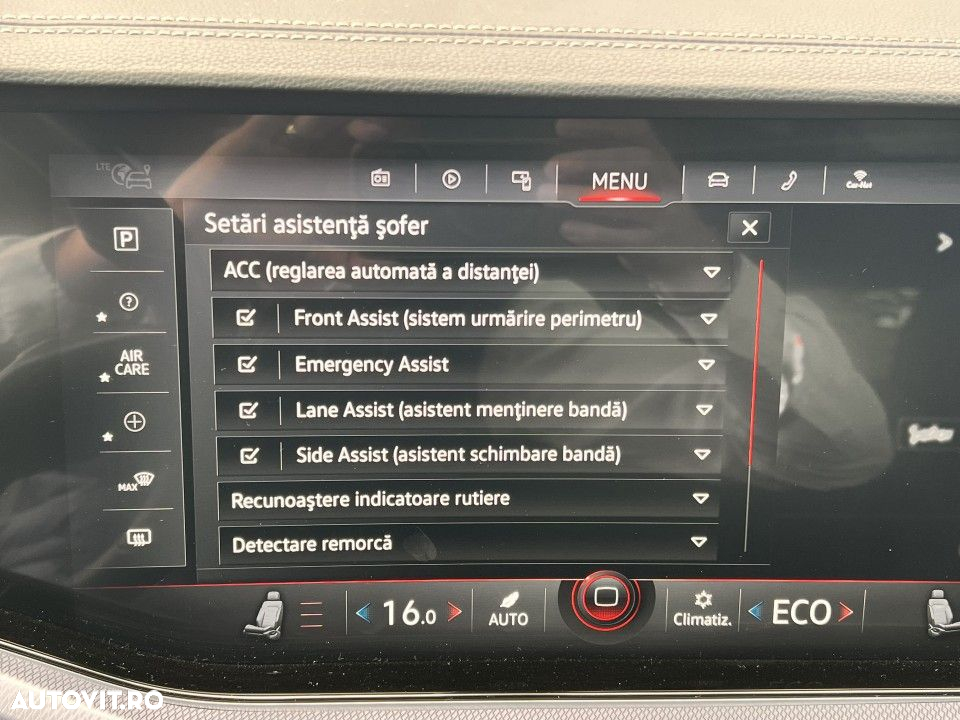 LTE
MENU
Car-Net
Setări asistenţă şofer
ACC (reglarea automată a distanţei)
Front Assist (sistem urmărire perimetru)
Emergency Assist
Lane Assist (asistent menţinere bandă)
Side Assist (asistent schimbare bandă)
Recunoaştere indicatoare rutiere
Detectare remorcă
P
?
AIR
CARE
MAX
16.0
AUTO
Climatiz.
ECO
AUTOVIT.RO